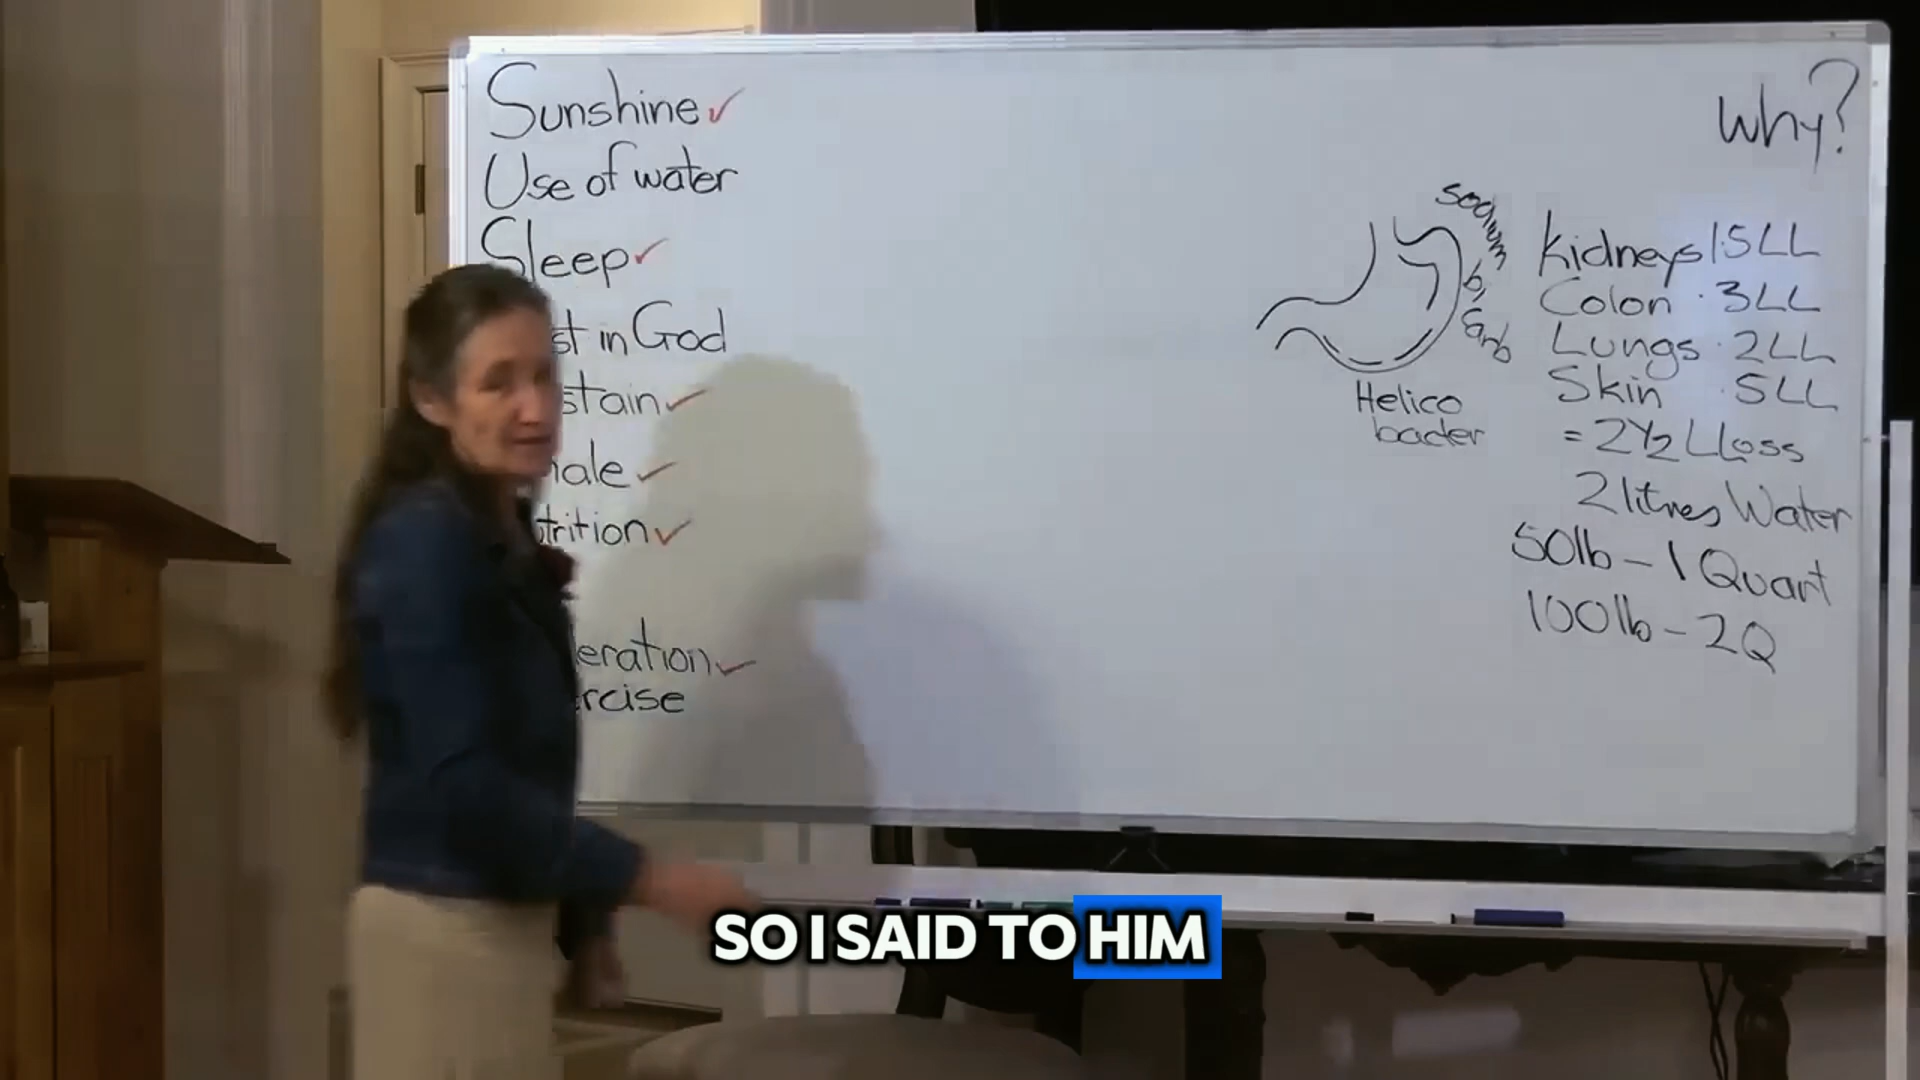 Sunshine✓
Use of water
Sleep✓
st in God
stain✓
hale✓
trition✓
eration✓
rcise
Why?
Sodium
bi
Carb
Helico
bacter
Kidneys 1.5LL
Colon .3LL
Lungs .2LL
Skin .5LL
= 2½ L Loss
2 litres Water
50lb - 1 Quart
100lb - 2Q
SO I SAID TO HIM